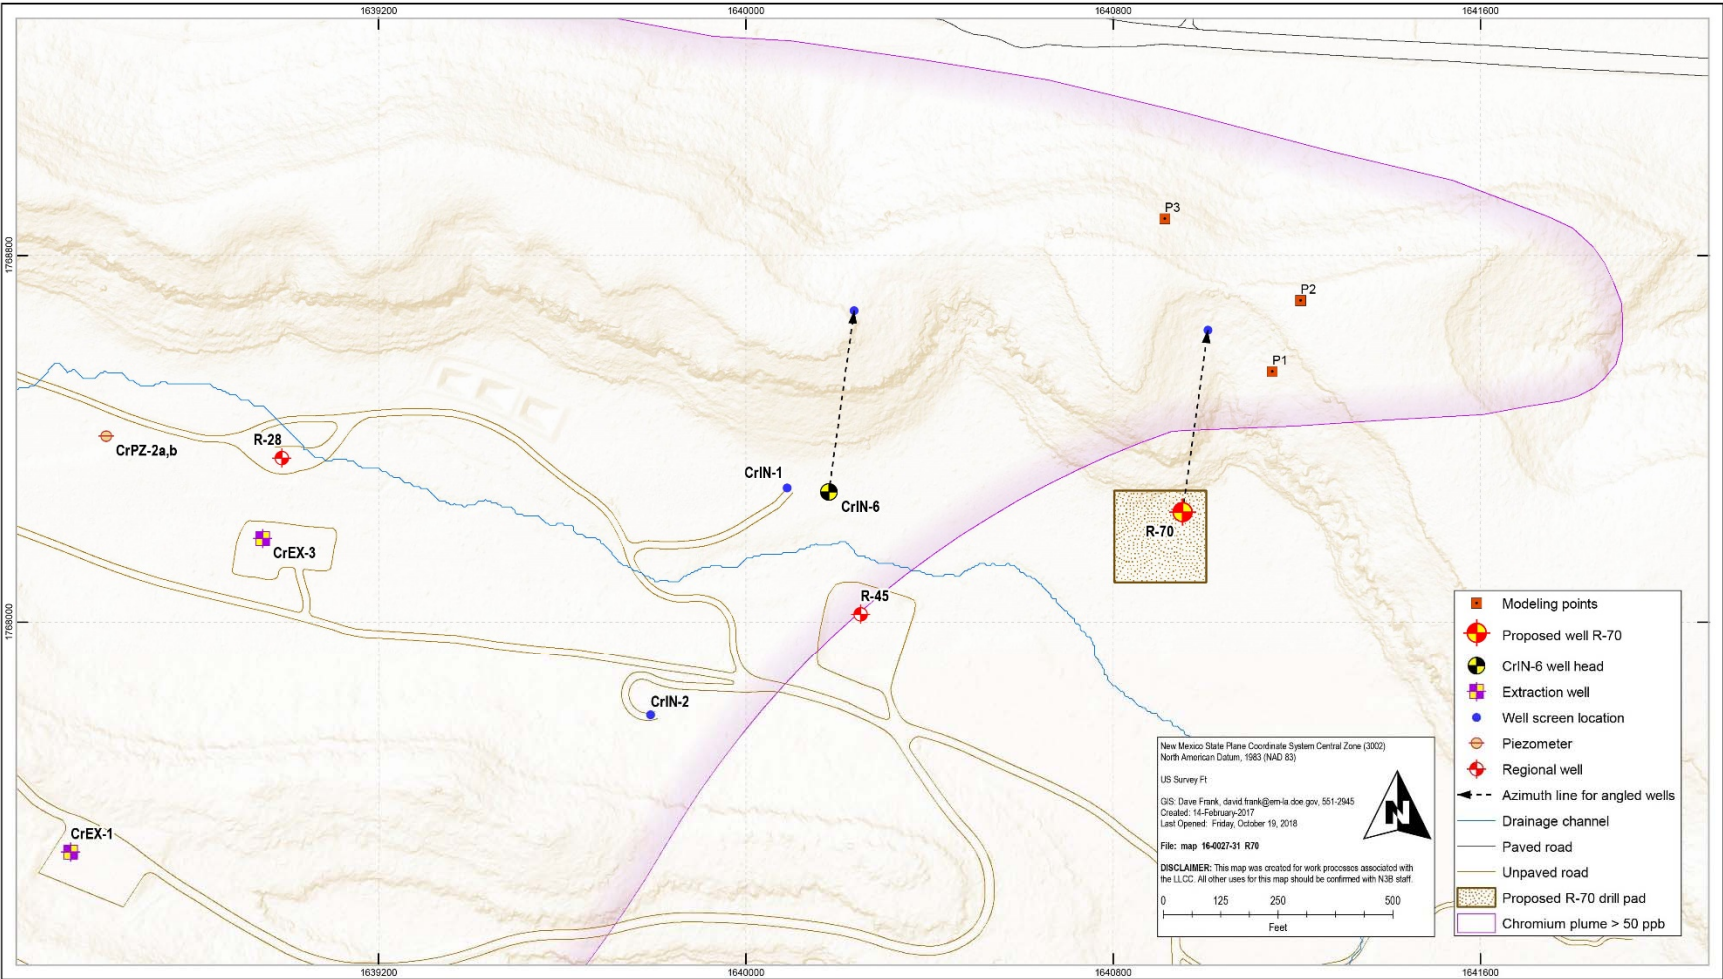 1639200
1640000
1640800
1641600
P3
1768800
P2
P1
R-28
CrPZ-2a,b
CrIN-1
CrIN-6
R-70
CrEX-3
R-45
1768000
CrIN-2
CrEX-1
Modeling points
Proposed well R-70
CrIN-6 well head
Extraction well
Well screen location
Piezometer
Regional well
Azimuth line for angled wells
Drainage channel
Paved road
Unpaved road
Proposed R-70 drill pad
Chromium plume > 50 ppb
New Mexico State Plane Coordinate System Central Zone (3002)
North American Datum, 1983 (NAD 83)
US Survey Ft
GIS: Dave Frank, david.frank@em-la.doe.gov, 551-2945
Created: 14-February-2017
Last Opened: Friday, October 19, 2018
File: map 16-0027-31 R70
DISCLAIMER: This map was created for work processes associated with
the LLCC. All other uses for this map should be confirmed with N3B staff.
N
0 125 250 500
Feet
1639200
1640000
1640800
1641600